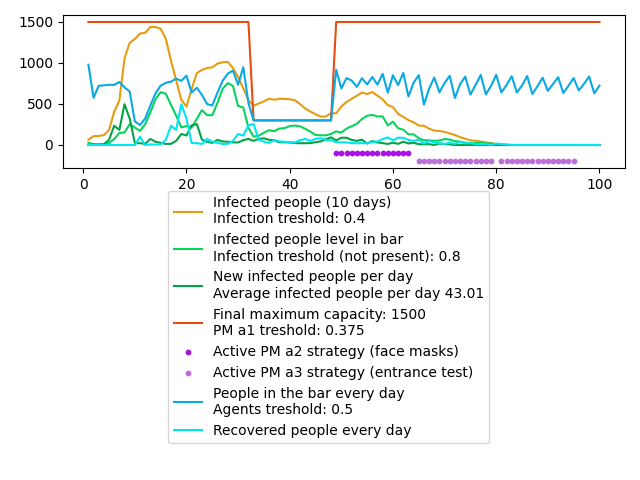 1500
1000
500
0
0
20
40
60
80
100
Infected people (10 days)
Infection treshold: 0.4
Infected people level in bar
Infection treshold (not present): 0.8
New infected people per day
Average infected people per day 43.01
Final maximum capacity: 1500
PM a1 treshold: 0.375
Active PM a2 strategy (face masks)
Active PM a3 strategy (entrance test)
People in the bar every day
Agents treshold: 0.5
Recovered people every day